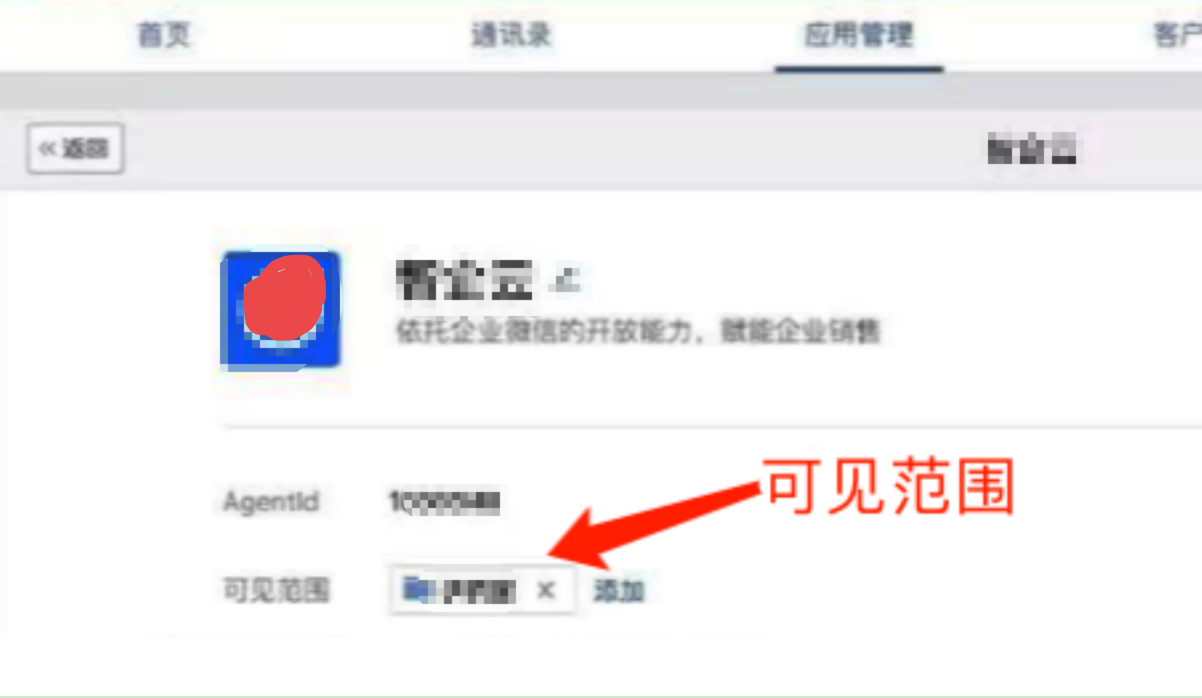 首页 通讯录 应用管理 客户
« 返回
依托企业微信的开放能力，赋能企业销售
可见范围
AgentId
可见范围 × 添加